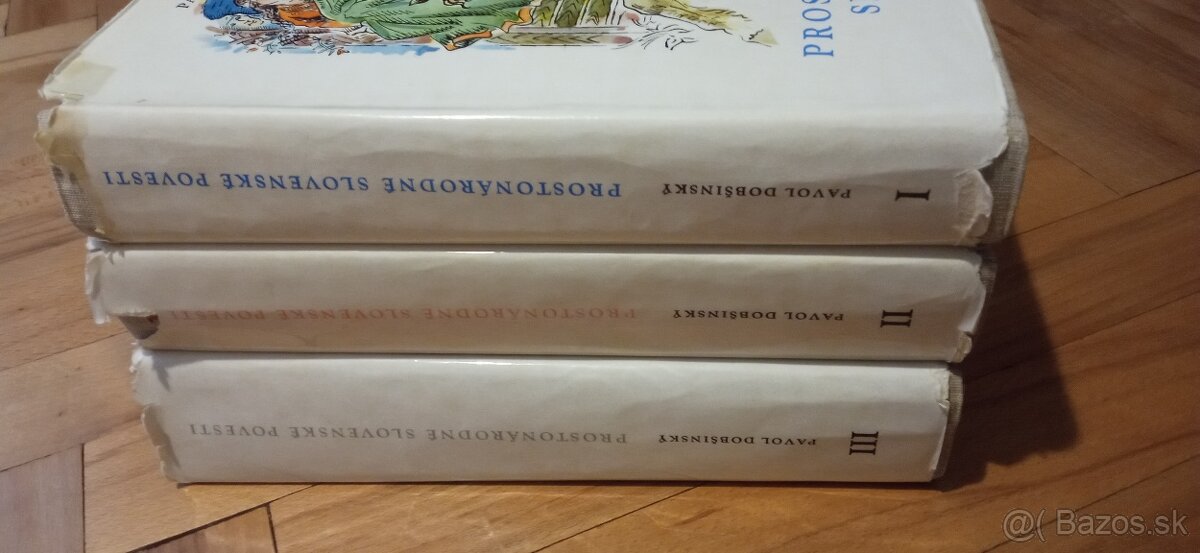 PROS
S
P
I PAVOL DOBŠINSKÝ PROSTONÁRODNÉ SLOVENSKÉ POVESTI
II PAVOL DOBŠINSKÝ PROSTONÁRODNÉ SLOVENSKÉ POVESTI
III PAVOL DOBŠINSKÝ PROSTONÁRODNÉ SLOVENSKÉ POVESTI
@( Bazos.sk